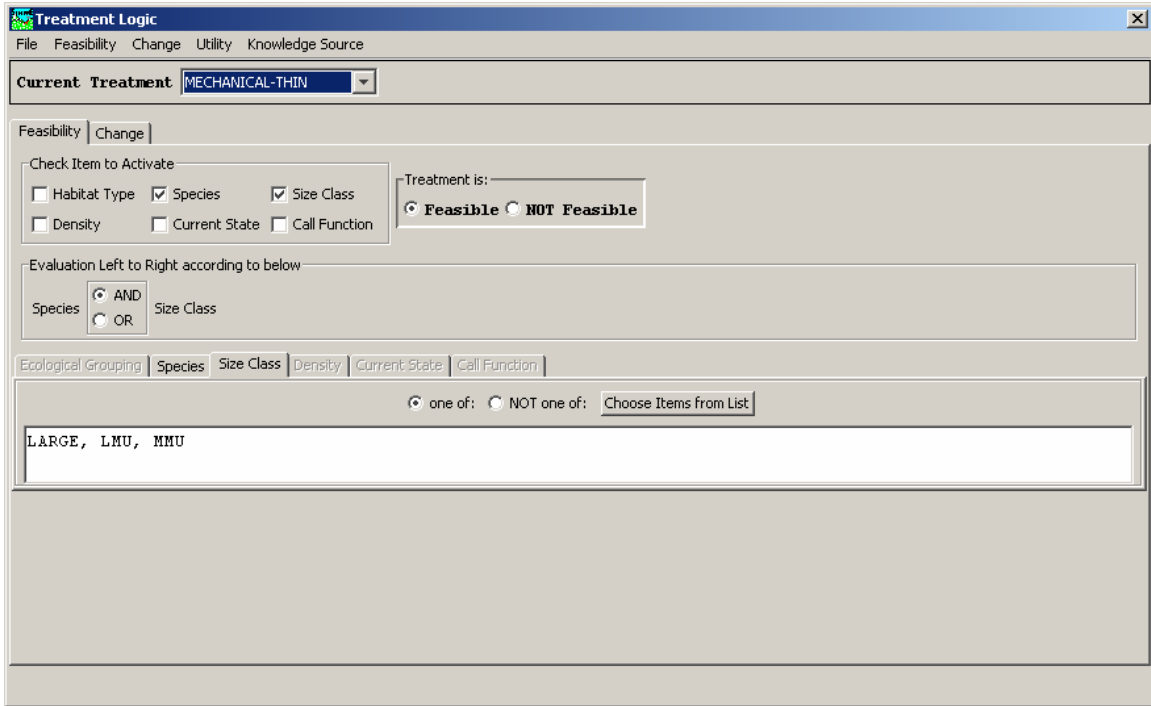 Treatment Logic
File Feasibility Change Utility Knowledge Source
Current Treatment MECHANICAL-THIN
Feasibility Change
Check Item to Activate
Habitat Type Species Size Class
Density Current State Call Function
Treatment is:
Feasible NOT Feasible
Evaluation Left to Right according to below
Species AND Size Class
OR
Ecological Grouping Species Size Class Density Current State Call Function
one of: NOT one of: Choose Items from List
LARGE, LMU, MMU